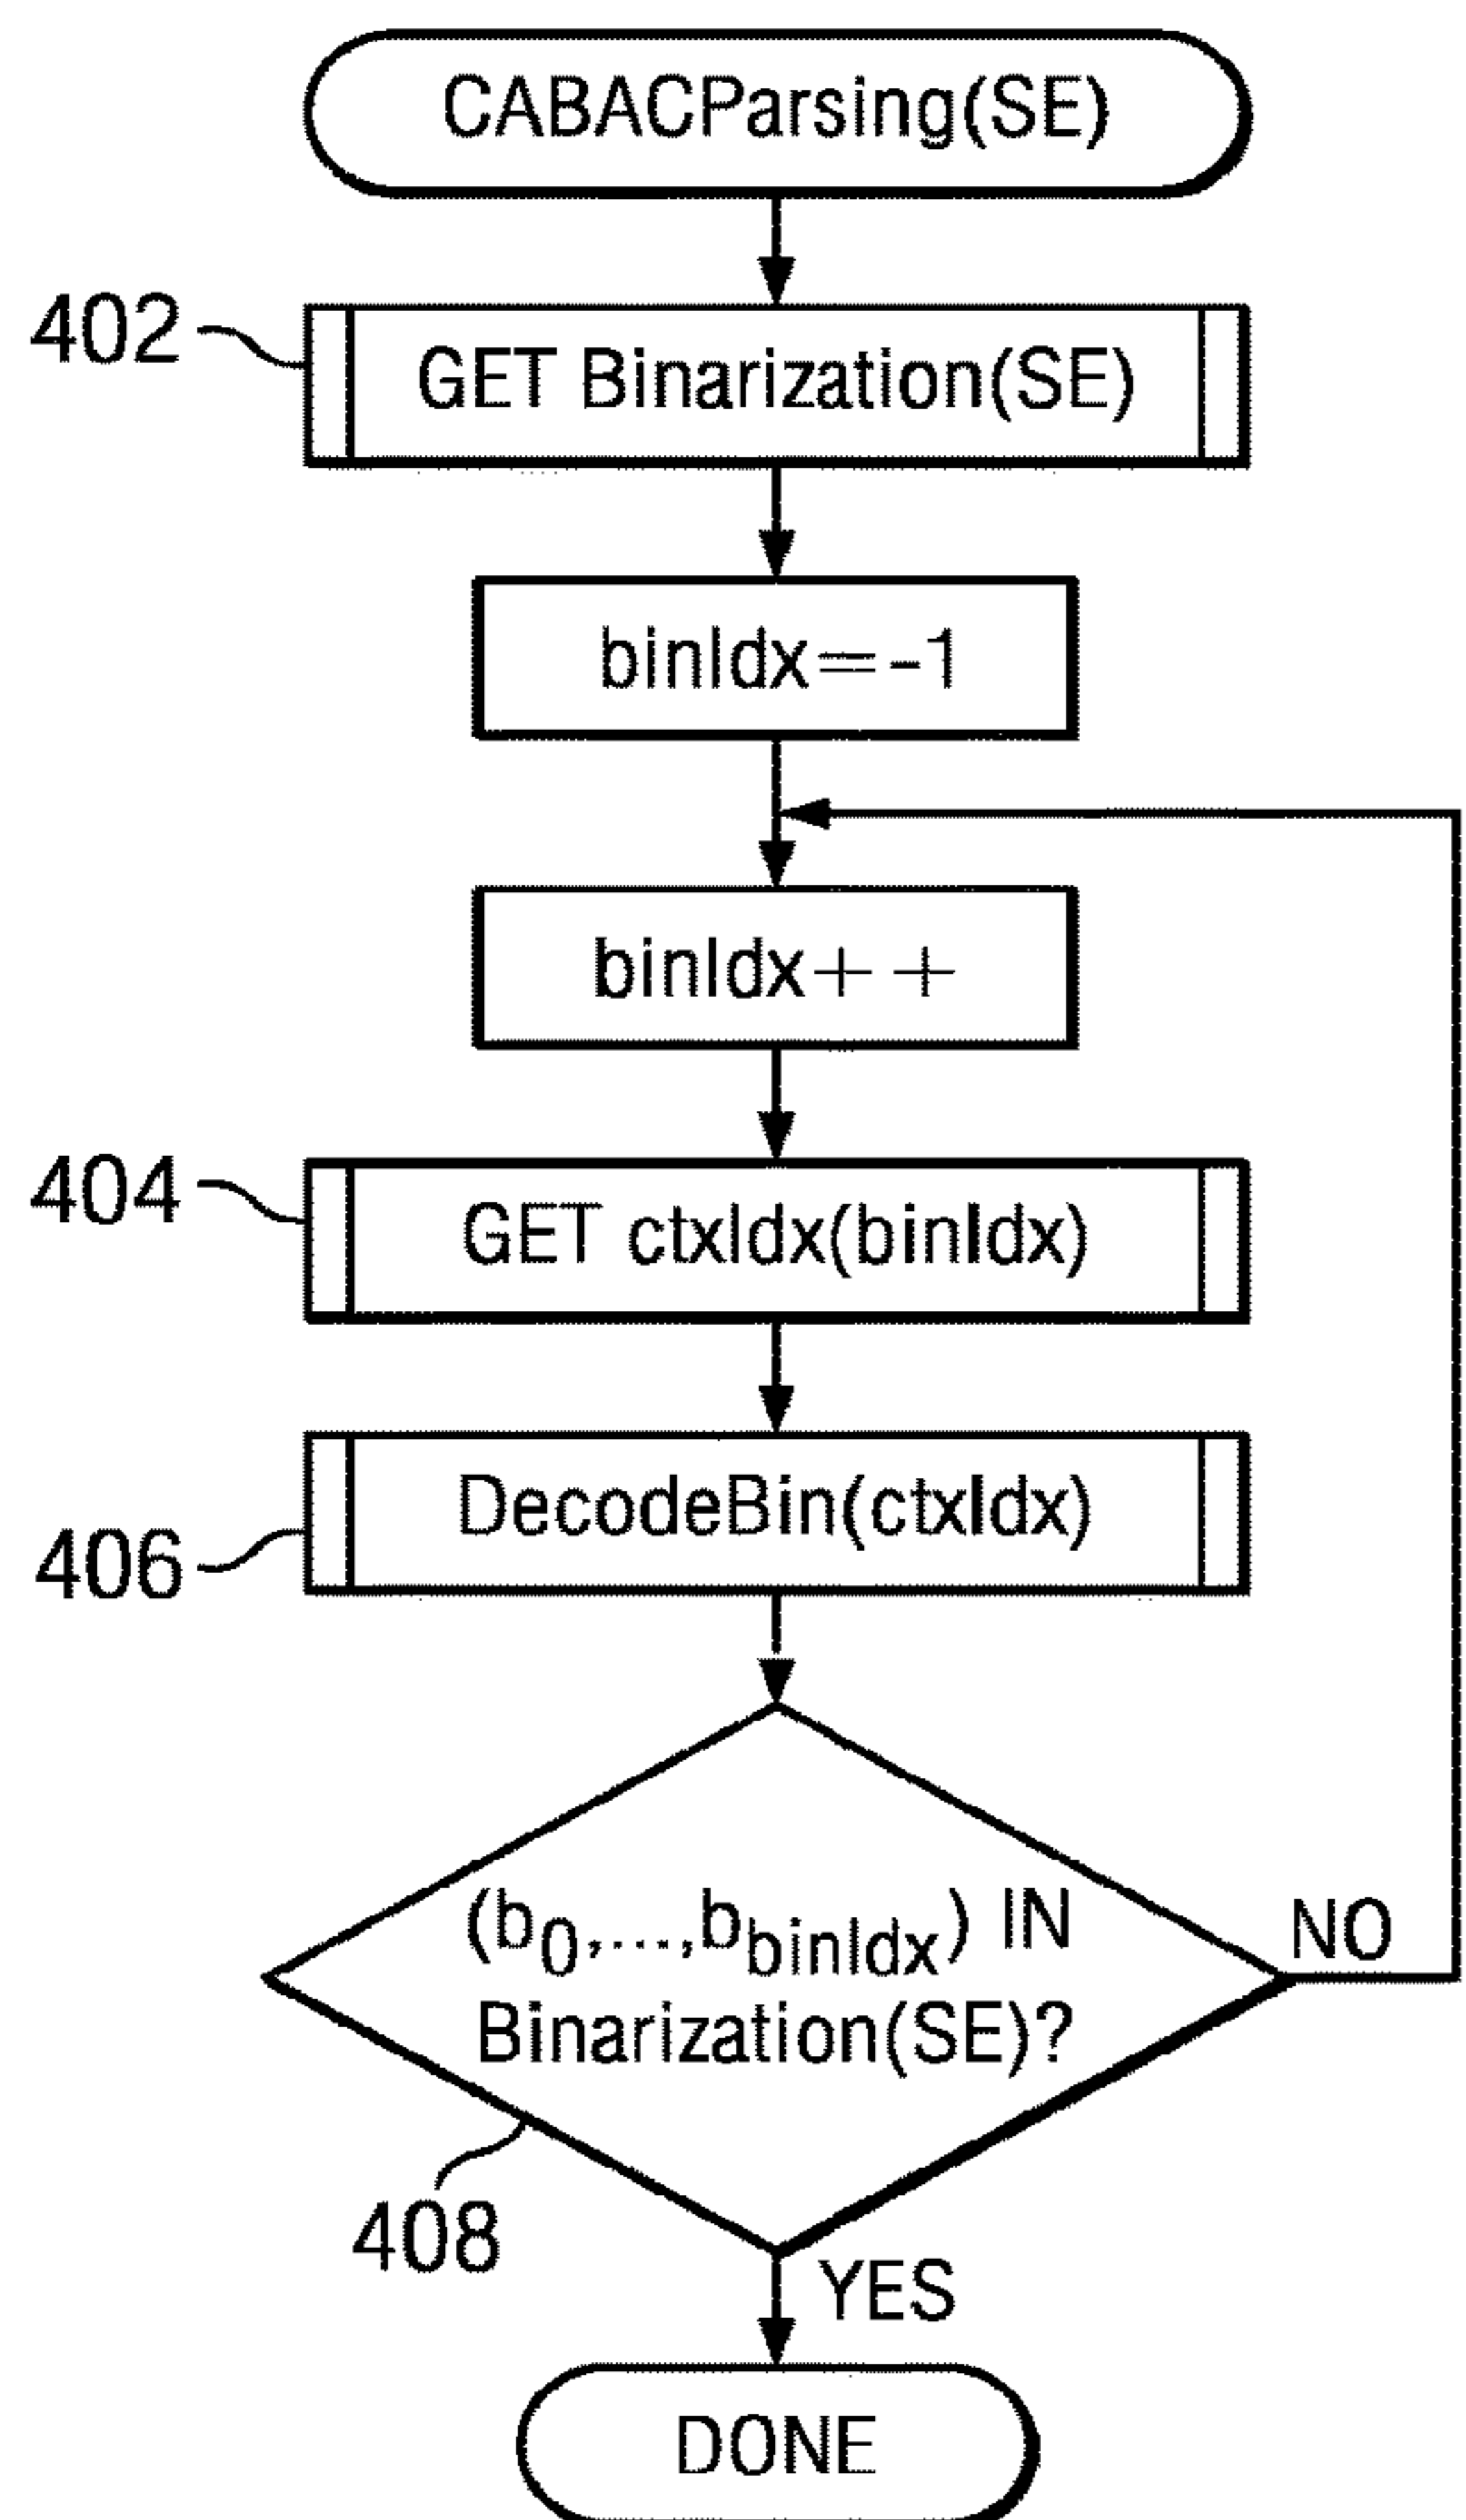 CABACParsing(SE)
402
GET Binarization(SE)
binIdx=-1
binIdx++
404
GET ctxIdx(binIdx)
DecodeBin(ctxIdx)
406
(b0,...,bbinIdx) IN
Binarization(SE)?
NO
408
YES
DONE